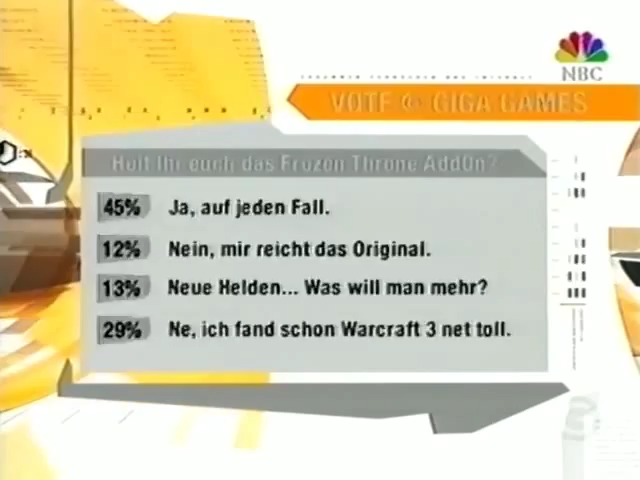 NBC
VOTE @ GIGA GAMES
Holt Ihr euch das Frozen Throne AddOn?
45% Ja, auf jeden Fall.
12% Nein, mir reicht das Original.
13% Neue Helden... Was will man mehr?
29% Ne, ich fand schon Warcraft 3 net toll.